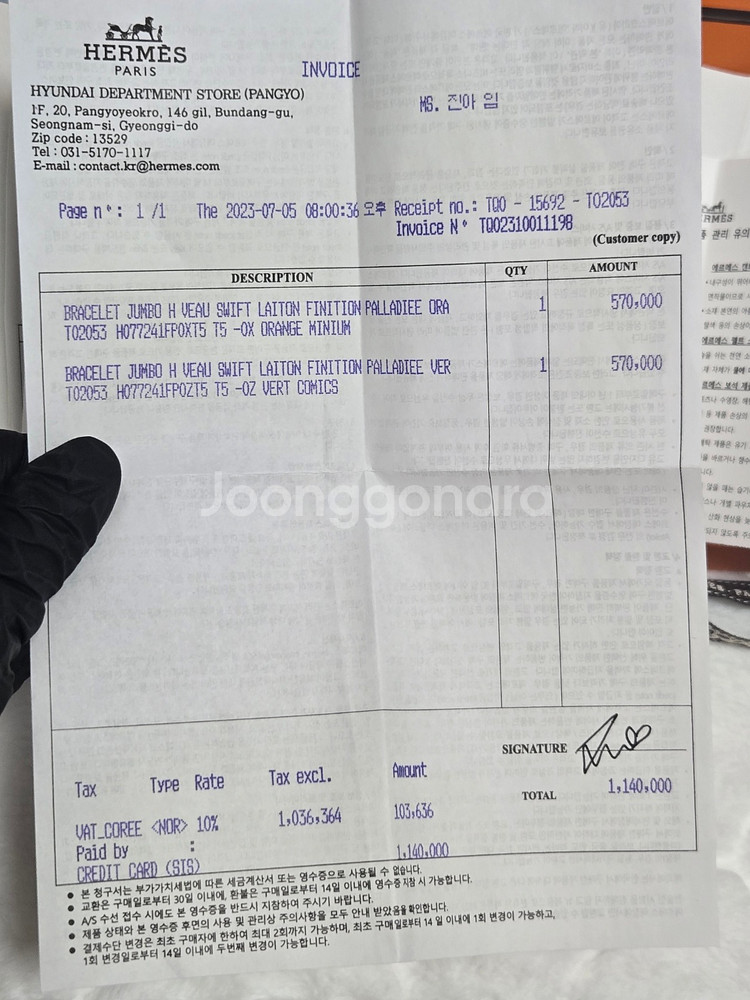 HERMÈS
PARIS
INVOICE
HYUNDAI DEPARTMENT STORE (PANGYO)
1F, 20, Pangyoyeokro, 146 gil, Bundang-gu,
Seongnam-si, Gyeonggi-do
Zip code : 13529
Tel : 031-5170-1117
E-mail : contact.kr@hermes.com
MS. 진아 임
Page n° : 1 /1 The 2023-07-05 08:00:36 오후 Receipt no.: TQ0 - 15692 - T02053
Invoice N° TQ02310011198
(Customer copy)
DESCRIPTION QTY AMOUNT
BRACELET JUMBO H VEAU SWIFT LAITON FINITION PALLADIEE ORA 1 570,000
T02053 H077241FPOXT5 T5 -OX ORANGE MINIUM
BRACELET JUMBO H VEAU SWIFT LAITON FINITION PALLADIEE VER 1 570,000
T02053 H077241FPOZT5 T5 -OZ VERT COMICS
Joonggonara
SIGNATURE
Tax Type Rate Tax excl. Amount
TOTAL 1,140,000
VAT_COREE <NOR> 10% 1,036,364 103,636
Paid by :
CREDIT CARD (SIS) 1,140,000
• 본 청구서는 부가가치세법에 따른 세금계산서 또는 영수증으로 사용될 수 없습니다.
• 교환은 구매일로부터 30일 이내에, 환불은 구매일로부터 14일 이내에 영수증 지참 시 가능합니다.
• A/S 수선 접수 시에도 본 영수증을 반드시 지참하여 주시기 바랍니다.
• 제품 상태와 본 영수증 후면의 사용 및 관리상 주의사항을 모두 안내 받았음을 확인합니다.
• 결제수단 변경은 최초 구매자에 한하여 최대 2회까지 가능하며, 최초 구매일로부터 14일 이내에 1회 변경이 가능하고,
1회 변경일로부터 14일 이내에 두번째 변경이 가능합니다.
HERMÈS
관리 유의